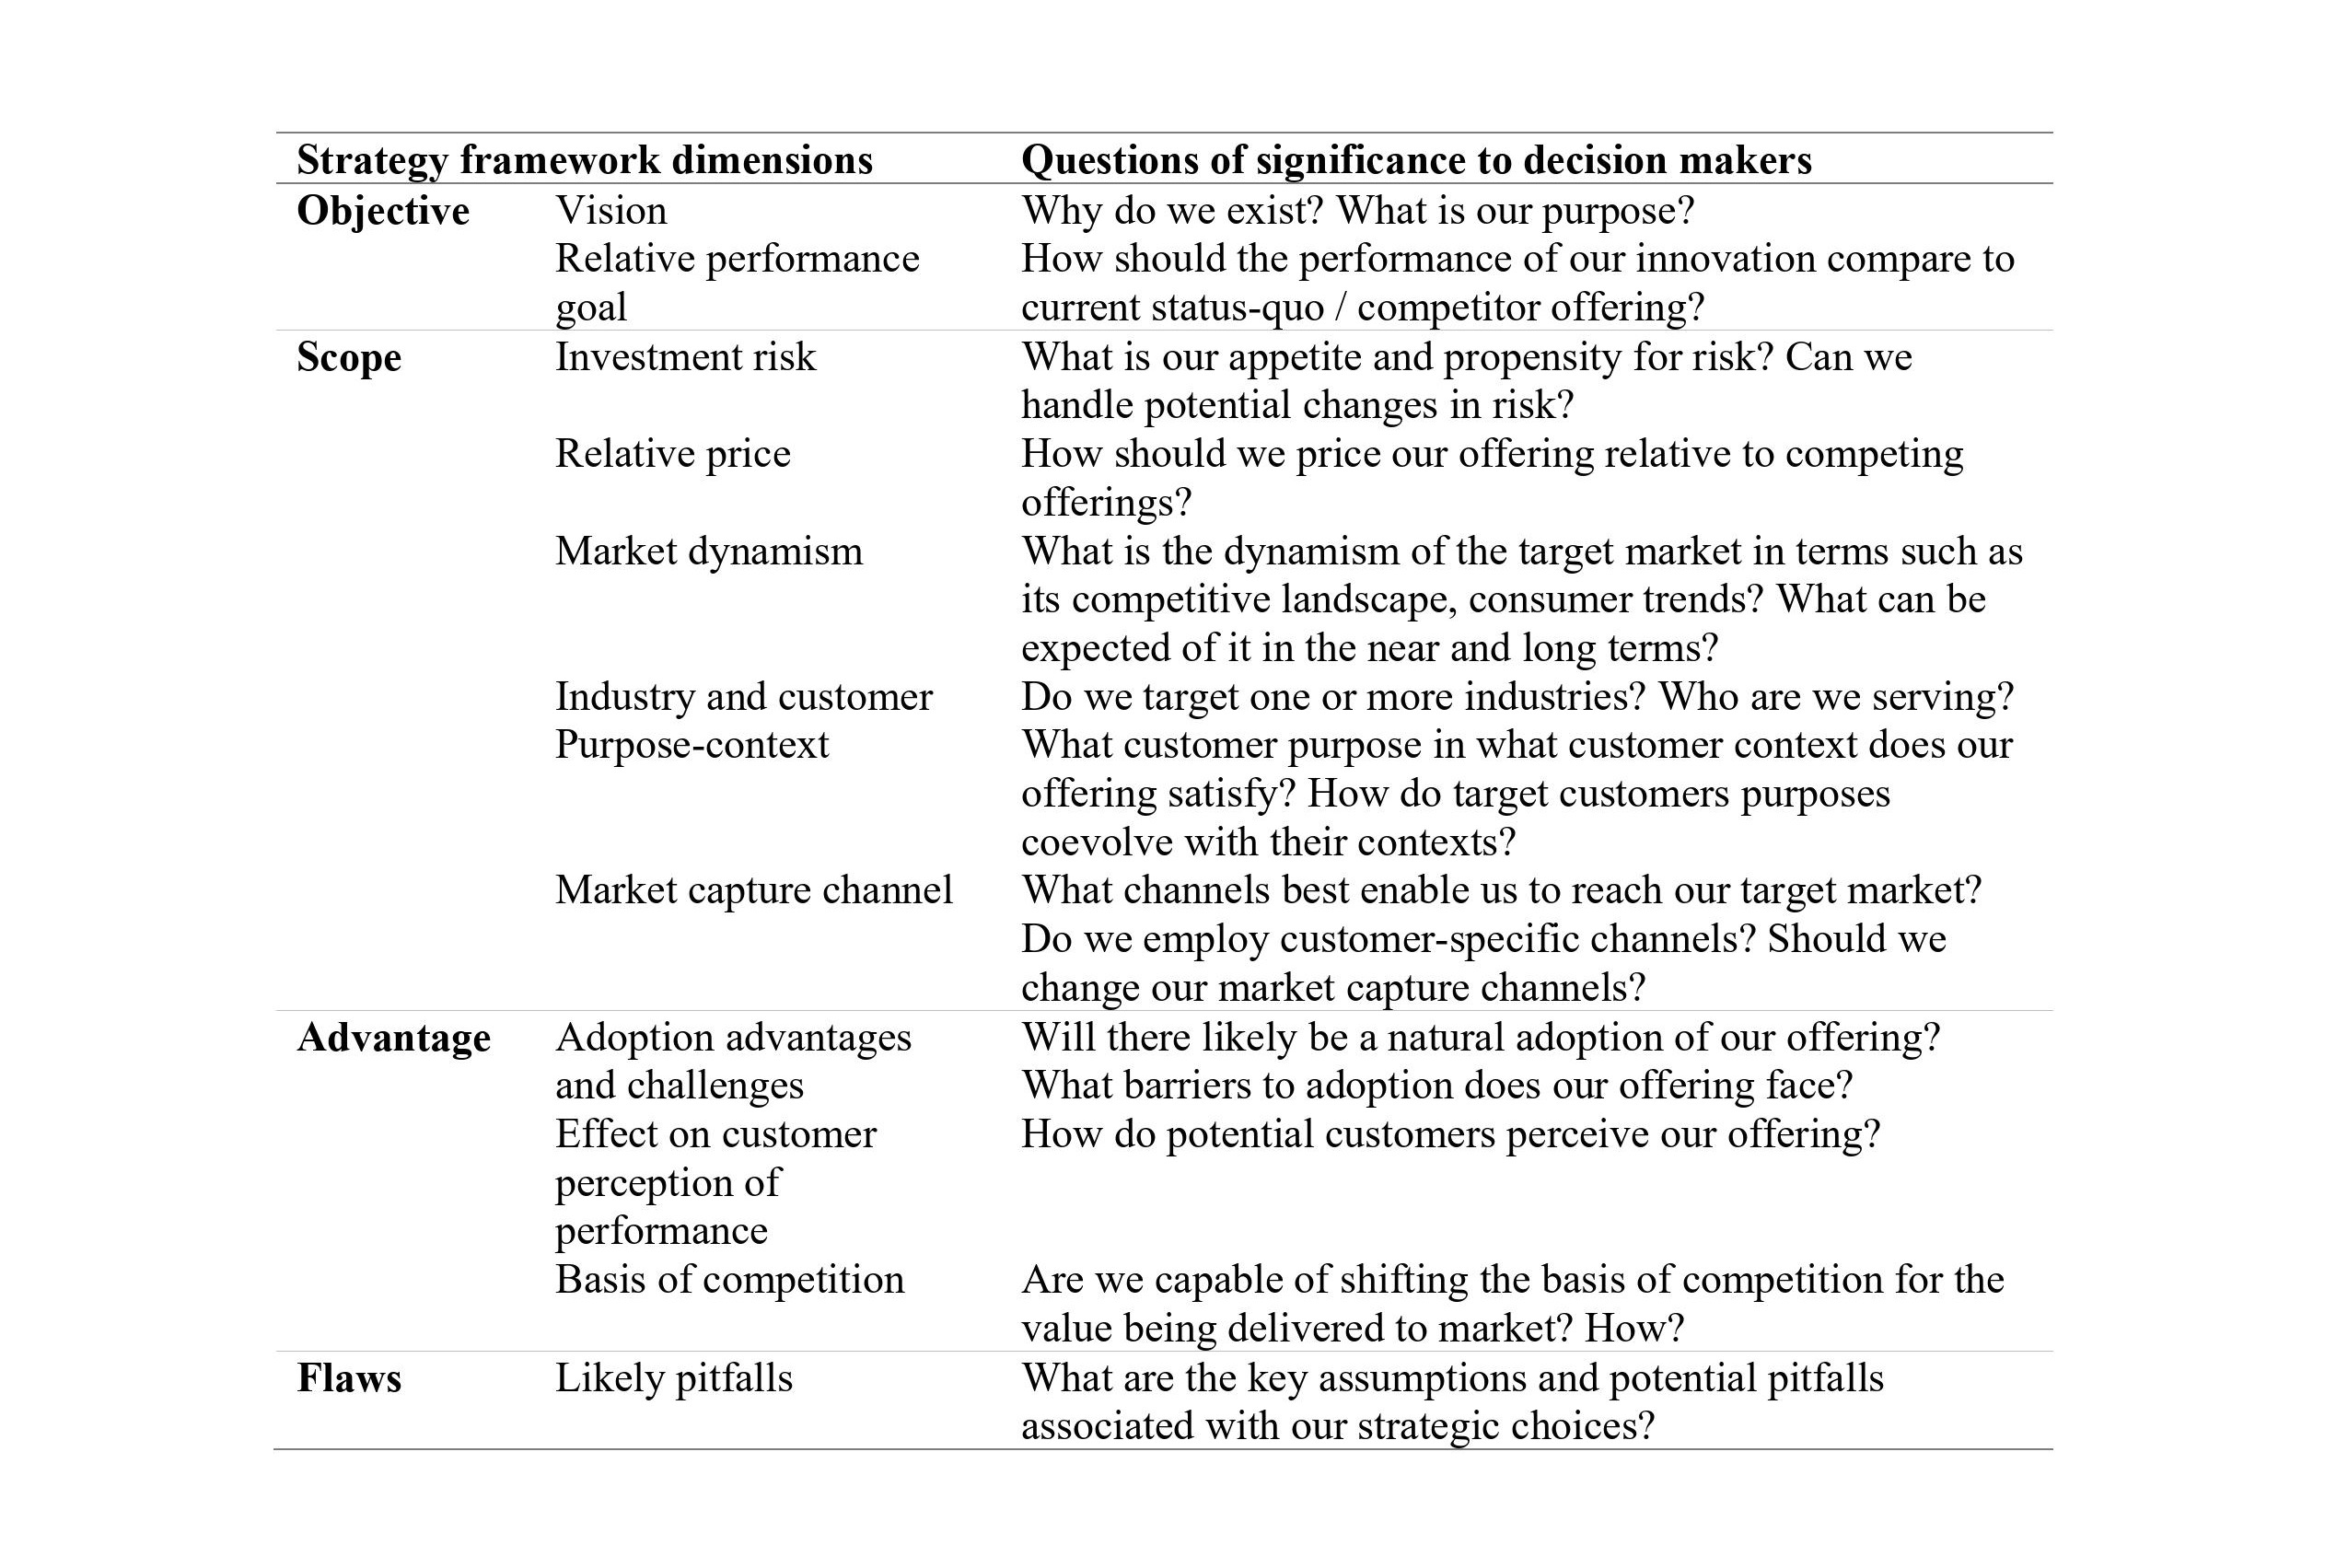 Strategy framework dimensions Questions of significance to decision makers
Objective Vision Why do we exist? What is our purpose?
Relative performance How should the performance of our innovation compare to
goal current status-quo / competitor offering?
Scope Investment risk What is our appetite and propensity for risk? Can we
handle potential changes in risk?
Relative price How should we price our offering relative to competing
offerings?
Market dynamism What is the dynamism of the target market in terms such as
its competitive landscape, consumer trends? What can be
expected of it in the near and long terms?
Industry and customer Do we target one or more industries? Who are we serving?
Purpose-context What customer purpose in what customer context does our
offering satisfy? How do target customers purposes
coevolve with their contexts?
Market capture channel What channels best enable us to reach our target market?
Do we employ customer-specific channels? Should we
change our market capture channels?
Advantage Adoption advantages Will there likely be a natural adoption of our offering?
and challenges What barriers to adoption does our offering face?
Effect on customer How do potential customers perceive our offering?
perception of
performance
Basis of competition Are we capable of shifting the basis of competition for the
value being delivered to market? How?
Flaws Likely pitfalls What are the key assumptions and potential pitfalls
associated with our strategic choices?